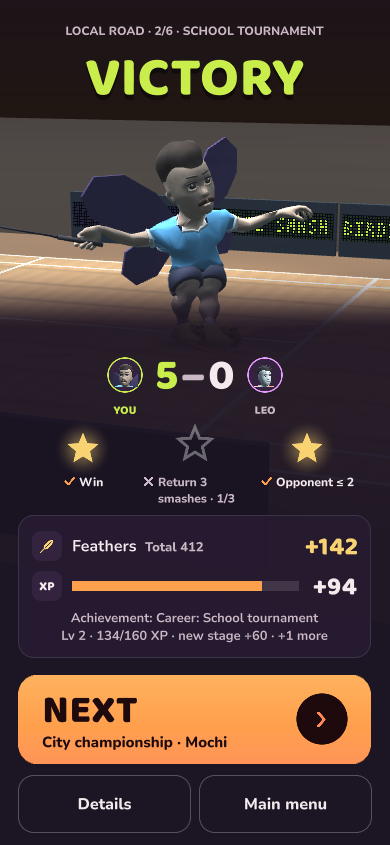 LOCAL ROAD · 2/6 · SCHOOL TOURNAMENT
VICTORY
SMASH
5–0
YOU
LEO
Win
Return 3
smashes · 1/3
Opponent ≤ 2
Feathers Total 412
+142
XP
+94
Achievement: Career: School tournament
Lv 2 · 134/160 XP · new stage +60 · +1 more
NEXT
City championship · Mochi
Details
Main menu